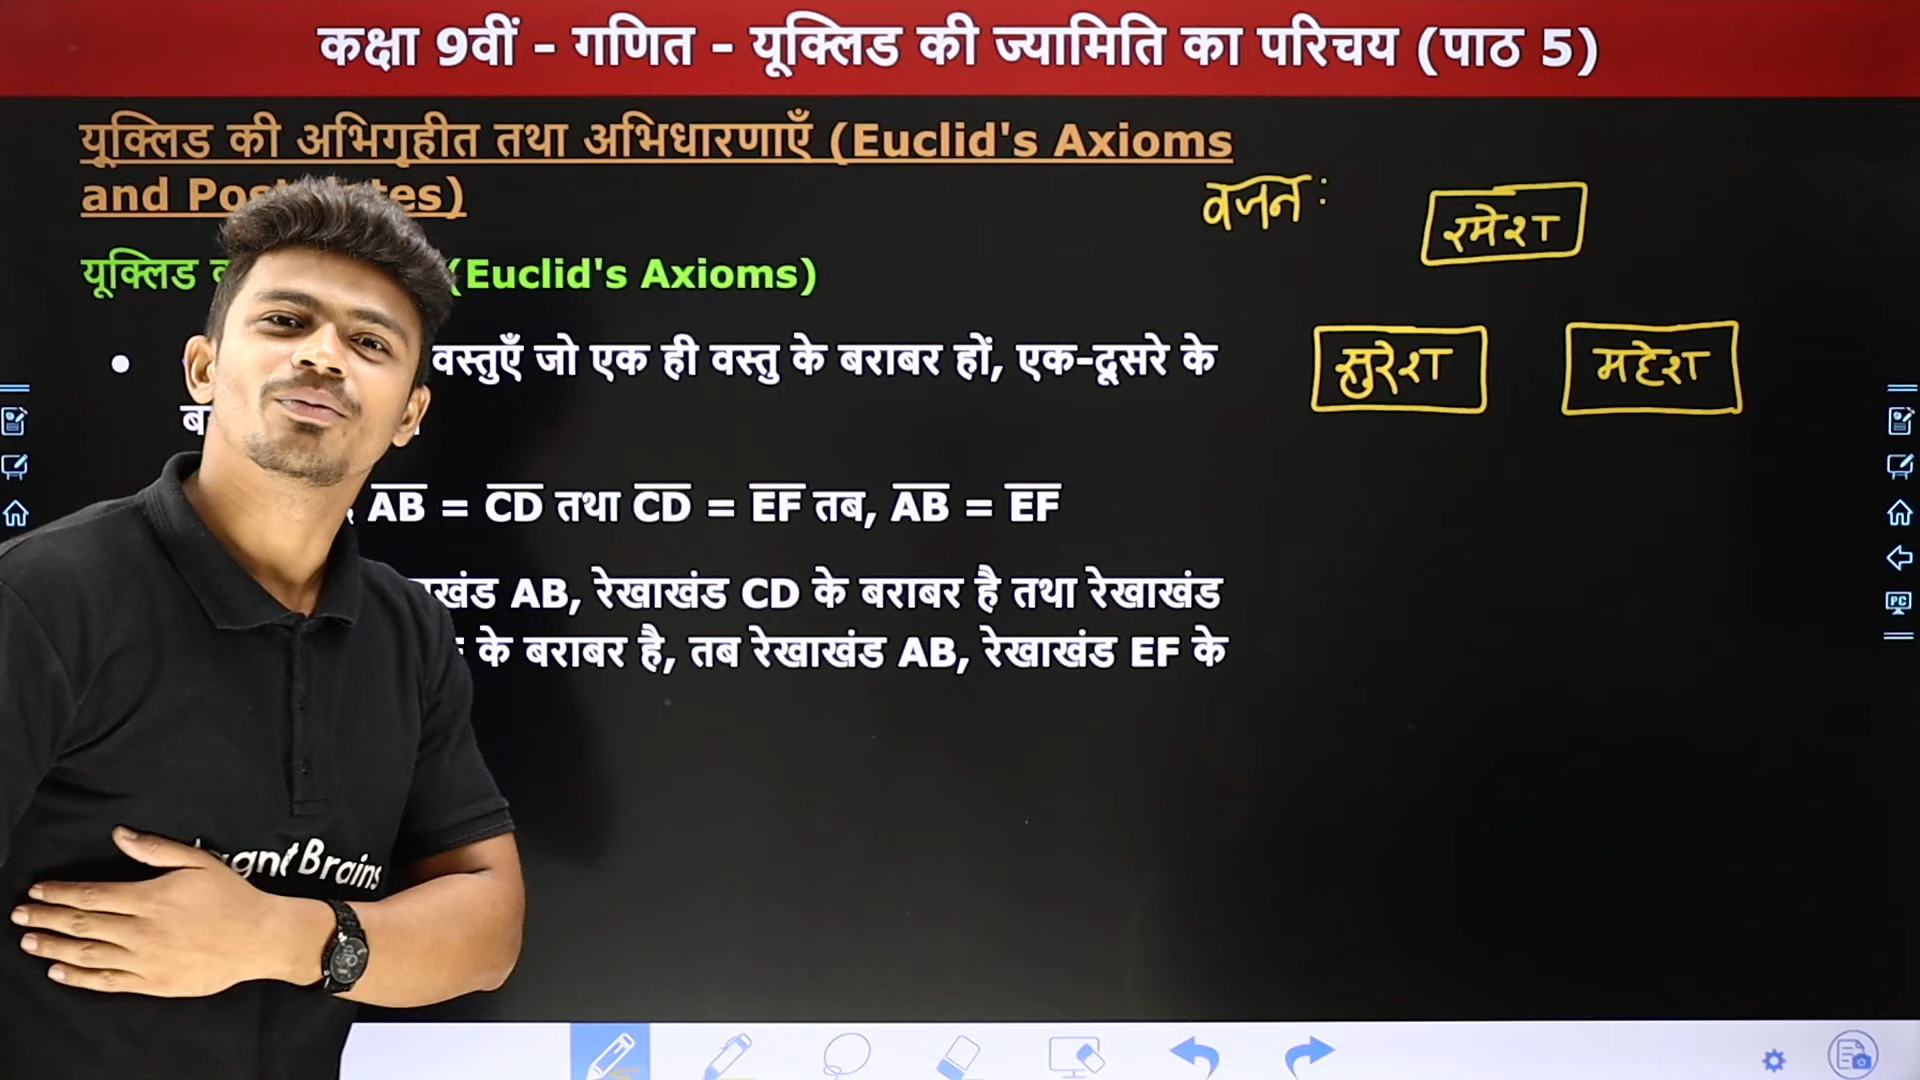 कक्षा 9वीं - गणित - यूक्लिड की ज्यामिति का परिचय (पाठ 5)
यूक्लिड की अभिगृहीत तथा अभिधारणाएँ (Euclid's Axioms
and
यूक्लिड (Euclid's Axioms)
वस्तुएँ जो एक ही वस्तु के बराबर हों, एक-दूसरे के
AB = CD तथा CD = EF तब, AB = EF
AB, रेखाखंड CD के बराबर है तथा रेखाखंड
के बराबर है, तब रेखाखंड AB, रेखाखंड EF के
वजन :
रमेश
सुरेश महेश
Brains
PC